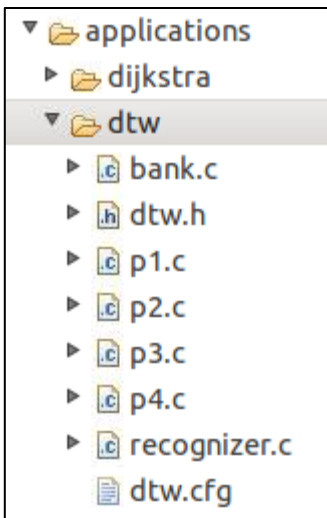 applications
dijkstra
dtw
bank.c
dtw.h
p1.c
p2.c
p3.c
p4.c
recognizer.c
dtw.cfg